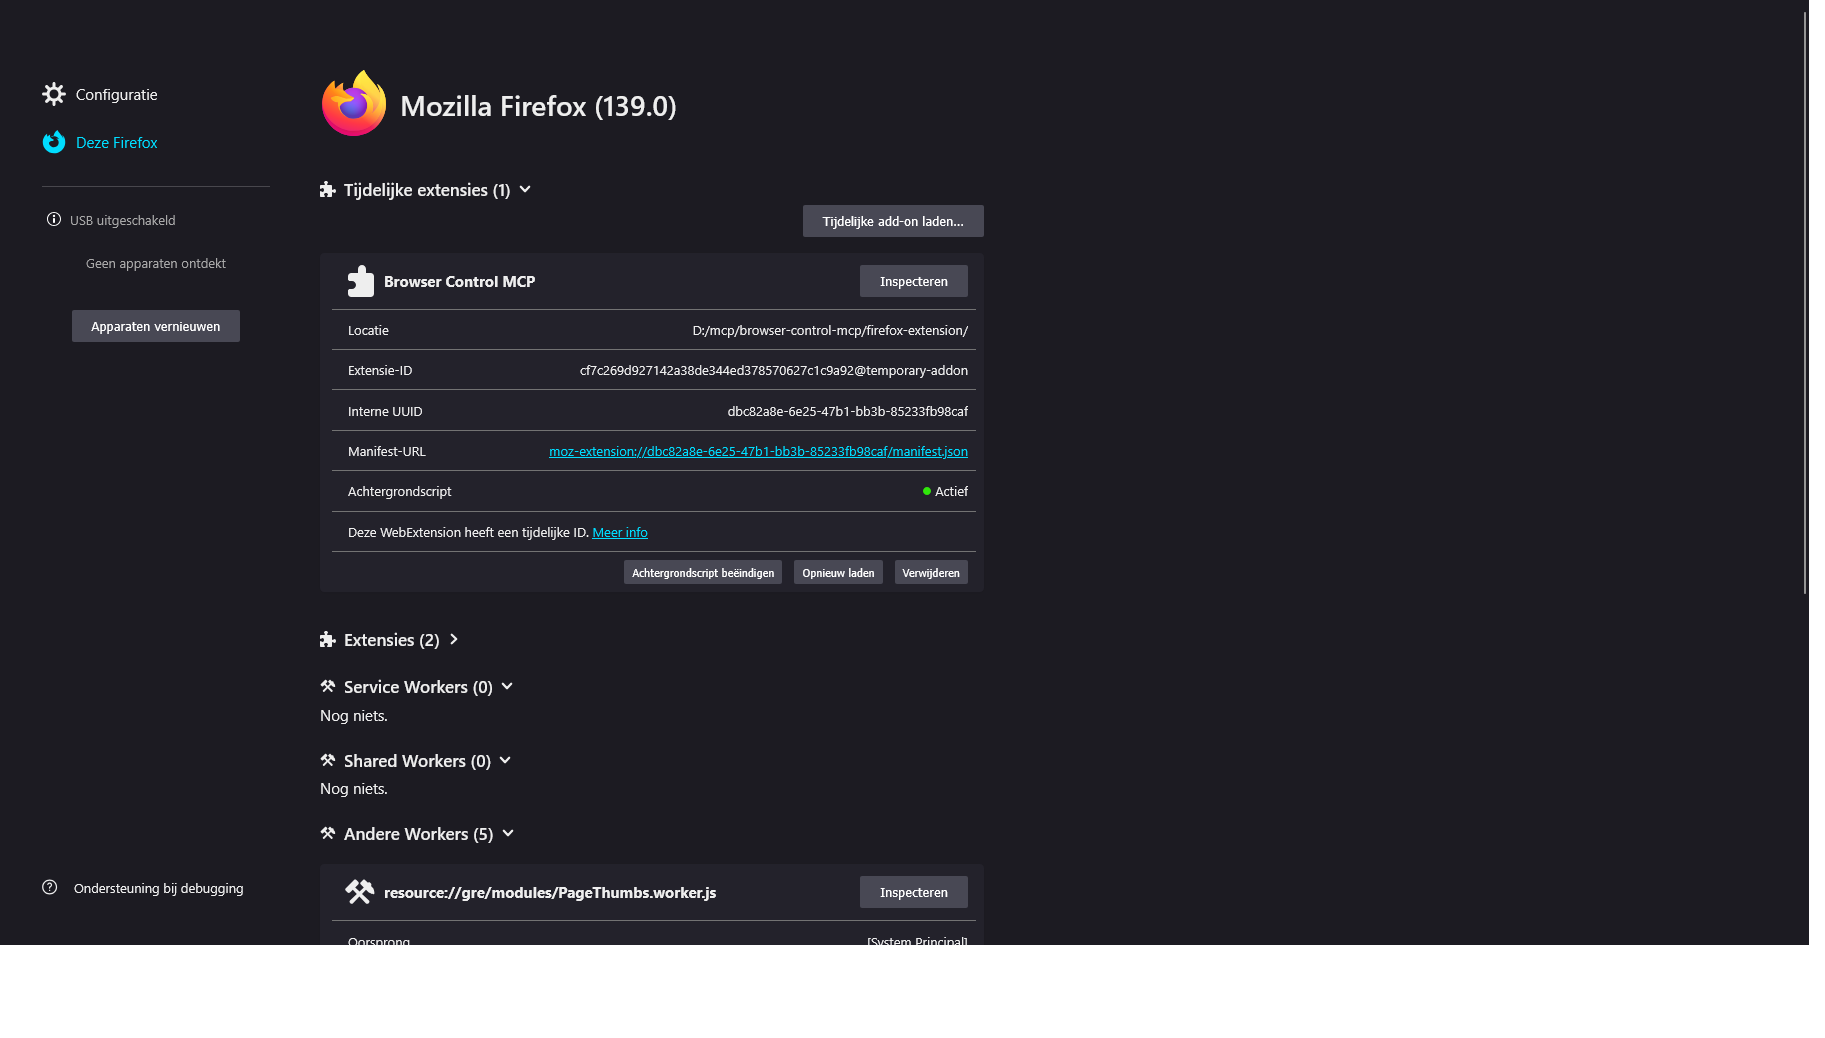 Configuratie
Deze Firefox
USB uitgeschakeld
Geen apparaten ontdekt
Apparaten vernieuwen
Ondersteuning bij debugging
Mozilla Firefox (139.0)
Tijdelijke extensies (1)
Tijdelijke add-on laden…
Browser Control MCP
Inspecteren
Locatie D:/mcp/browser-control-mcp/firefox-extension/
Extensie-ID cf7c269d927142a38de344ed378570627c1c9a92@temporary-addon
Interne UUID dbc82a8e-6e25-47b1-bb3b-85233fb98caf
Manifest-URL moz-extension://dbc82a8e-6e25-47b1-bb3b-85233fb98caf/manifest.json
Achtergrondscript Actief
Deze WebExtension heeft een tijdelijke ID. Meer info
Achtergrondscript beëindigen Opnieuw laden Verwijderen
Extensies (2)
Service Workers (0)
Nog niets.
Shared Workers (0)
Nog niets.
Andere Workers (5)
resource://gre/modules/PageThumbs.worker.js
Inspecteren
Oorsprong [System Principal]